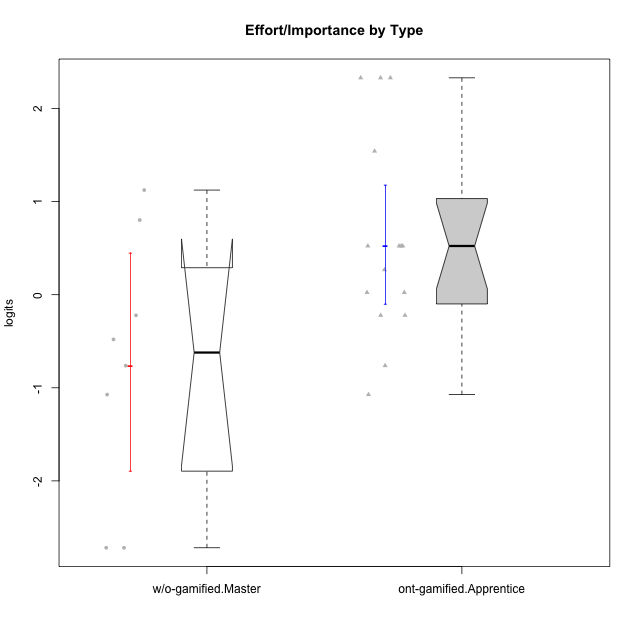 Effort/Importance by Type
logits
2
1
0
-1
-2
w/o-gamified.Master
ont-gamified.Apprentice